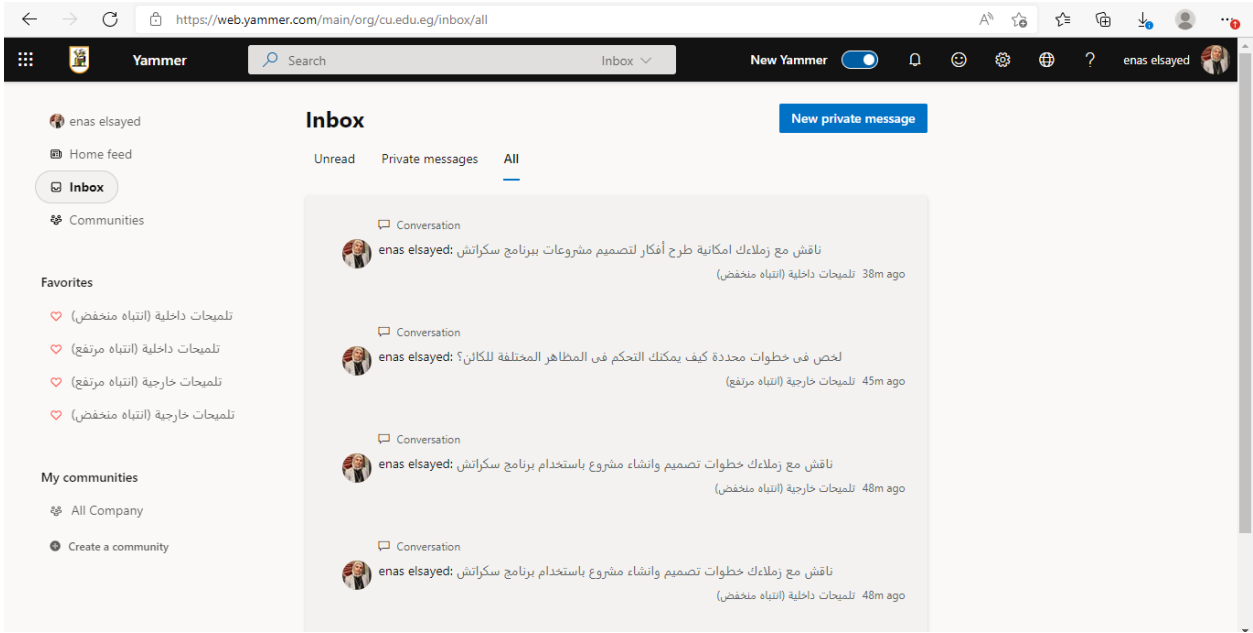 https://web.yammer.com/main/org/cu.edu.eg/inbox/all
Yammer
Search
Inbox
New Yammer
?
enas elsayed
enas elsayed
Home feed
Inbox
Communities
Favorites
تلميحات داخلية (انتباه منخفض)
تلميحات داخلية (انتباه مرتفع)
تلميحات خارجية (انتباه مرتفع)
تلميحات خارجية (انتباه منخفض)
My communities
All Company
Create a community
Inbox
New private message
Unread Private messages All
Conversation
enas elsayed: ناقش مع زملاءك امكانية طرح أفكار لتصميم مشروعات ببرنامج سكراتش
تلميحات داخلية (انتباه منخفض) 38m ago
Conversation
enas elsayed: لخص فى خطوات محددة كيف يمكنك التحكم فى المظاهر المختلفة للكائن؟
تلميحات خارجية (انتباه مرتفع) 45m ago
Conversation
enas elsayed: ناقش مع زملاءك خطوات تصميم وانشاء مشروع باستخدام برنامج سكراتش
تلميحات خارجية (انتباه منخفض) 48m ago
Conversation
enas elsayed: ناقش مع زملاءك خطوات تصميم وانشاء مشروع باستخدام برنامج سكراتش
تلميحات داخلية (انتباه منخفض) 48m ago